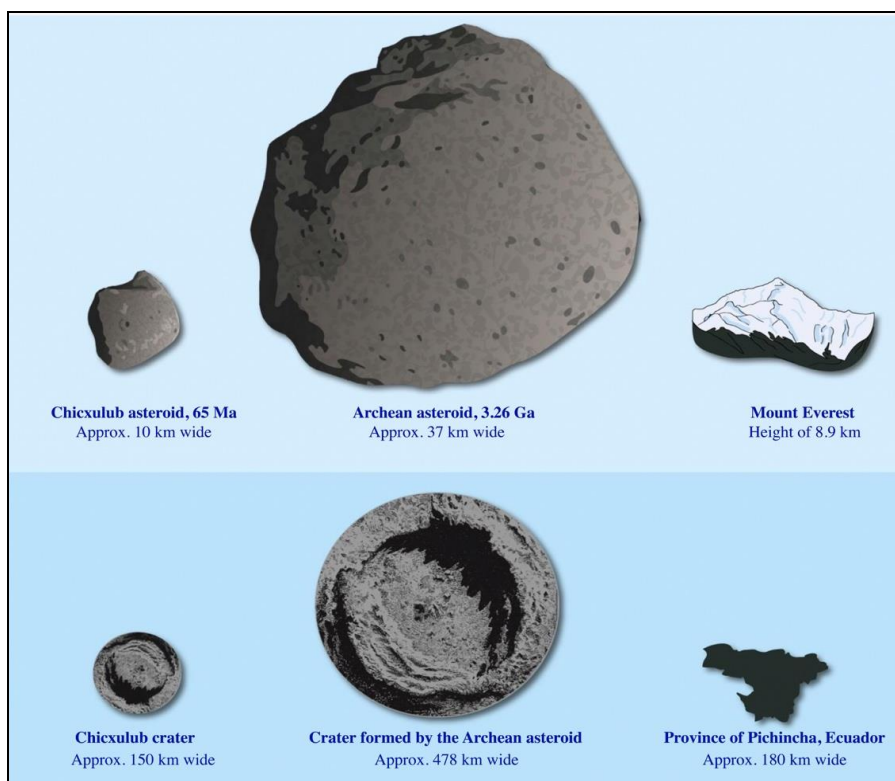 Chicxulub asteroid, 65 Ma
Approx. 10 km wide
Archean asteroid, 3.26 Ga
Approx. 37 km wide
Mount Everest
Height of 8.9 km
Chicxulub crater
Approx. 150 km wide
Crater formed by the Archean asteroid
Approx. 478 km wide
Province of Pichincha, Ecuador
Approx. 180 km wide